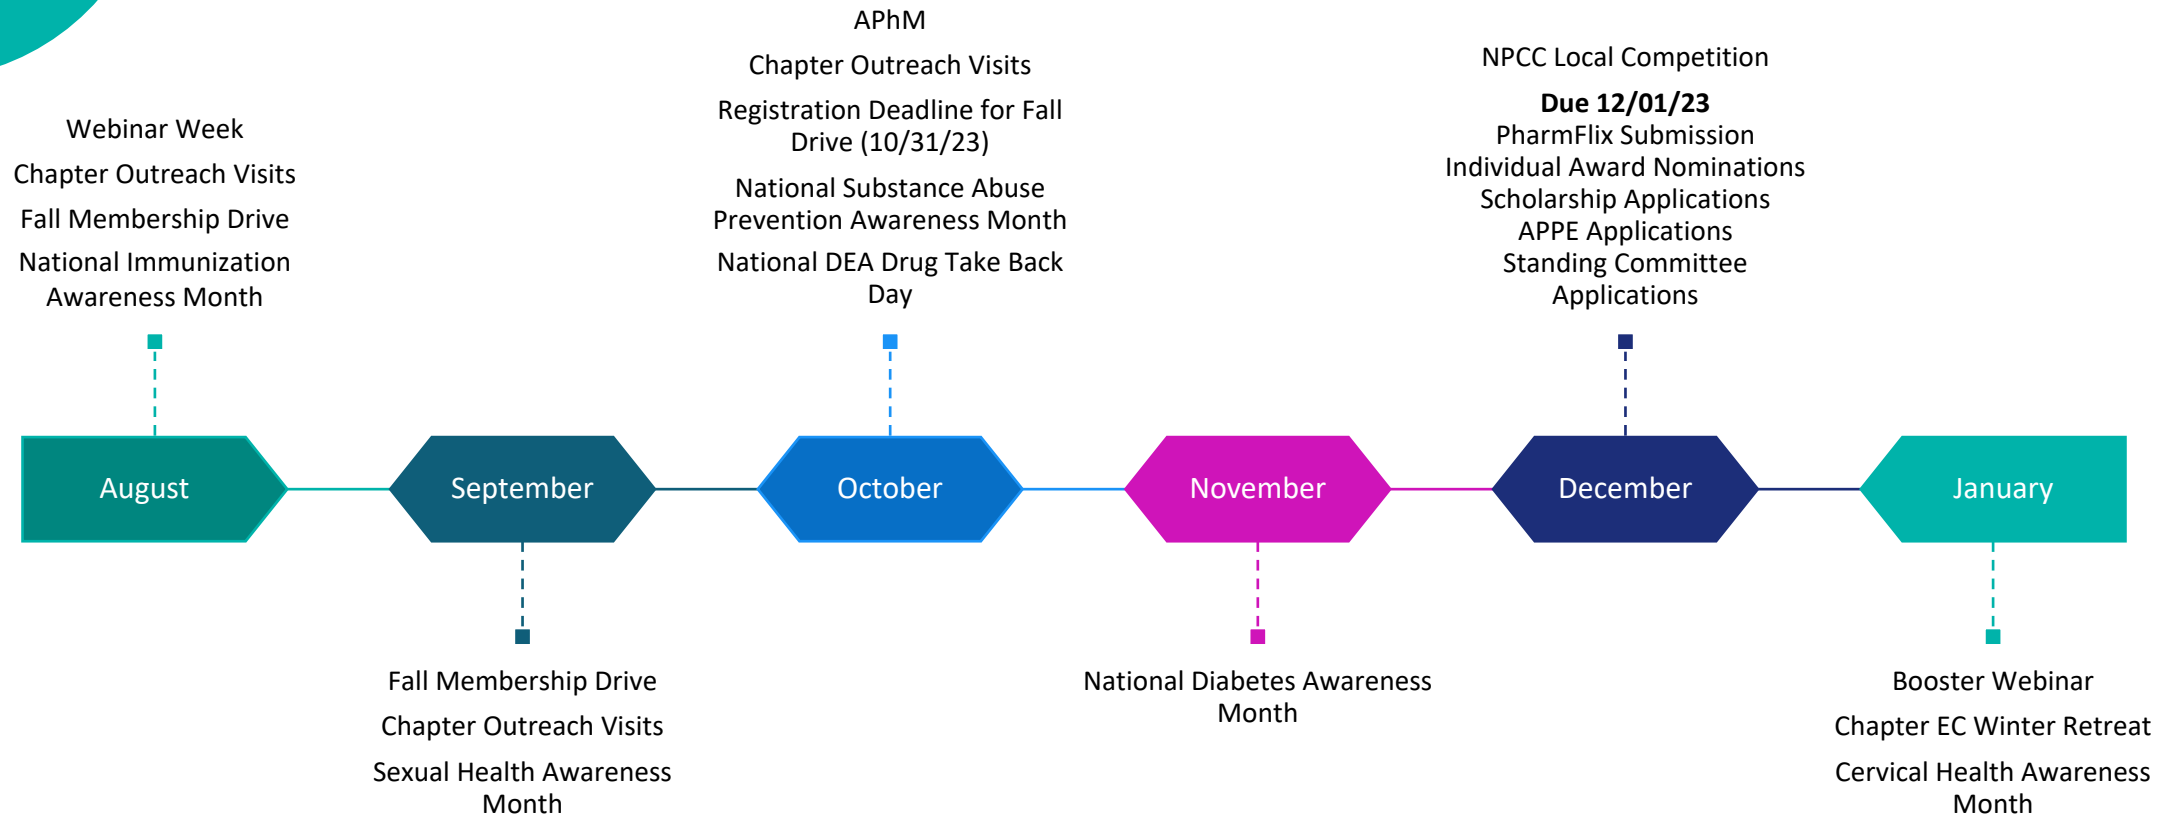 Webinar Week
Chapter Outreach Visits
Fall Membership Drive
National Immunization
Awareness Month
APhM
Chapter Outreach Visits
Registration Deadline for Fall
Drive (10/31/23)
National Substance Abuse
Prevention Awareness Month
National DEA Drug Take Back
Day
NPCC Local Competition
Due 12/01/23
PharmFlix Submission
Individual Award Nominations
Scholarship Applications
APPE Applications
Standing Committee
Applications
August
September
October
November
December
January
Fall Membership Drive
Chapter Outreach Visits
Sexual Health Awareness
Month
National Diabetes Awareness
Month
Booster Webinar
Chapter EC Winter Retreat
Cervical Health Awareness
Month